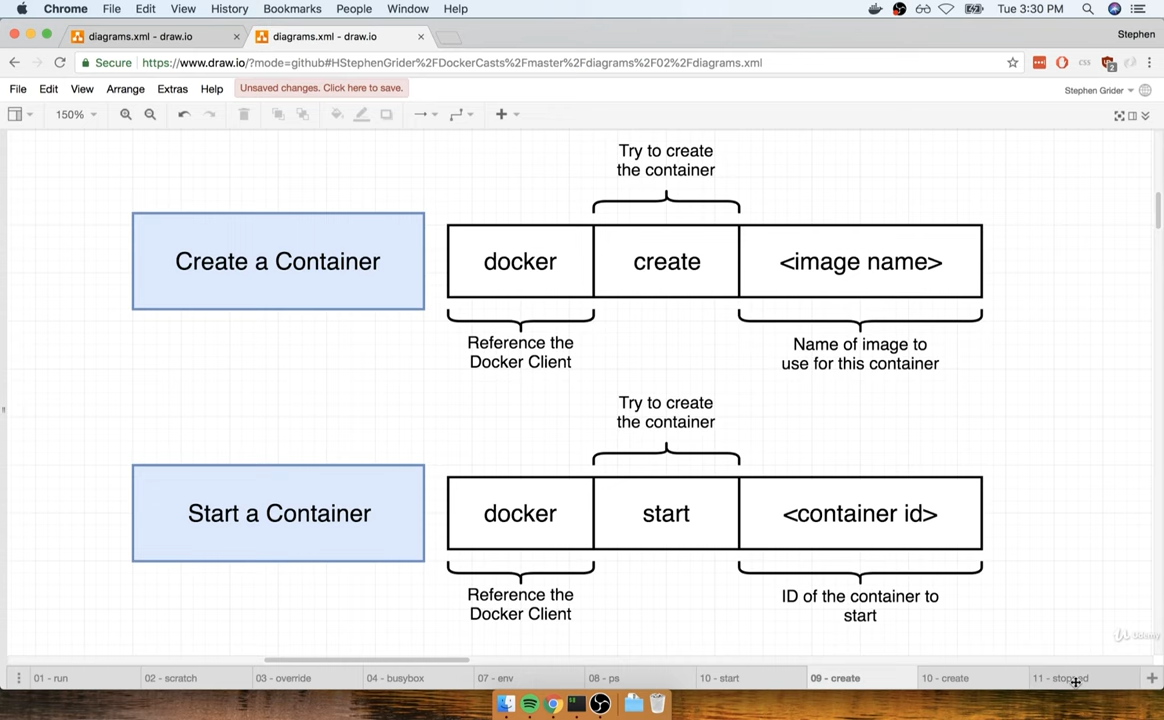 Chrome File Edit View History Bookmarks People Window Help Tue 3:30 PM
diagrams.xml - draw.io diagrams.xml - draw.io Stephen
Secure https://www.draw.io/?mode=github#HStephenGrider%2FDockerCasts%2Fmaster%2Fdiagrams%2F02%2Fdiagrams.xml
File Edit View Arrange Extras Help Unsaved changes. Click here to save. Stephen Grider
150%
Try to create
the container
Create a Container docker create <image name>
Reference the
Docker Client
Name of image to
use for this container
Try to create
the container
Start a Container docker start <container id>
Reference the
Docker Client
ID of the container to
start
Udemy
01 - run 02 - scratch 03 - override 04 - busybox 07 - env 08 - ps 10 - start 09 - create 10 - create